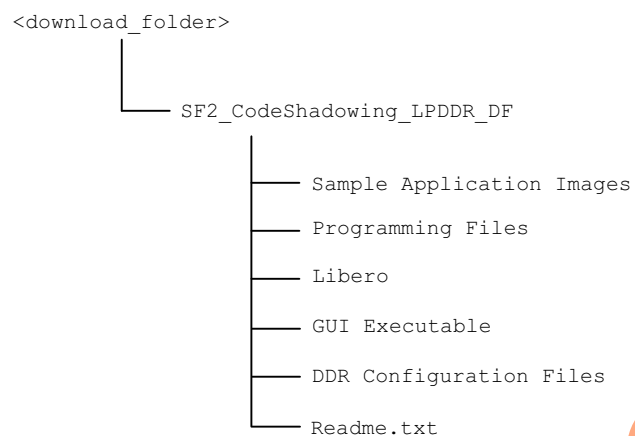 <download_folder>
SF2_CodeShadowing_LPDDR_DF
Sample Application Images
Programming Files
Libero
GUI Executable
DDR Configuration Files
Readme.txt